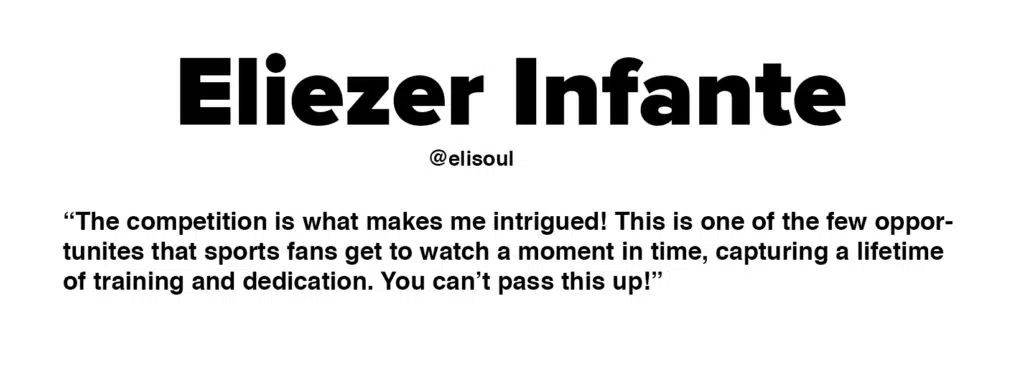 Eliezer Infante
@elisoul
“The competition is what makes me intrigued! This is one of the few oppor-
tunites that sports fans get to watch a moment in time, capturing a lifetime
of training and dedication. You can’t pass this up!”